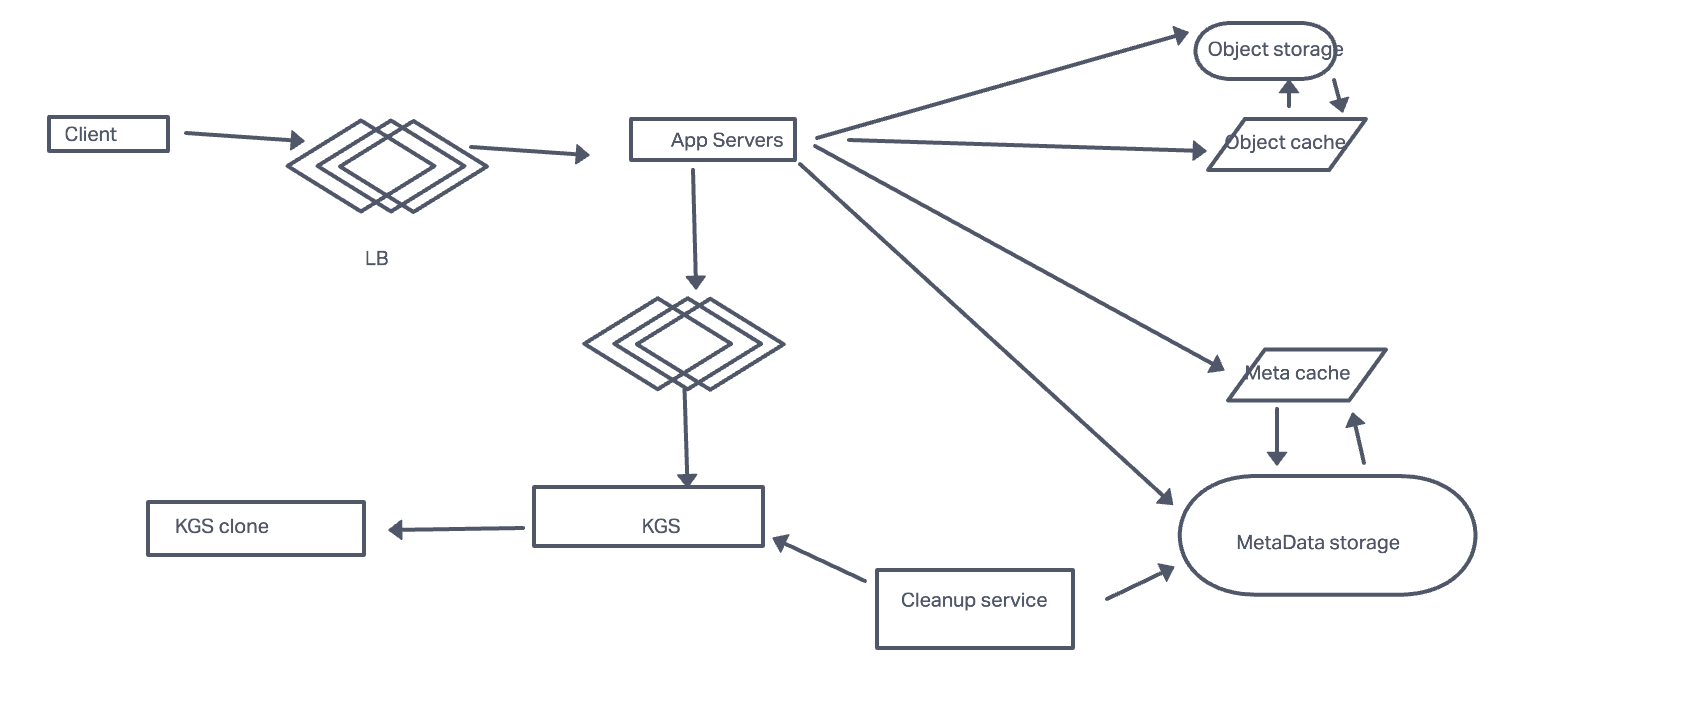 Object storage
Client
App Servers
Object cache
LB
Meta cache
KGS clone
KGS
MetaData storage
Cleanup service